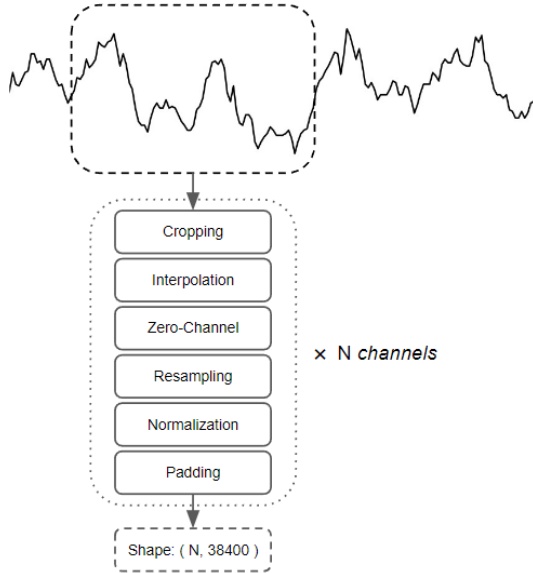 Cropping
Interpolation
Zero-Channel
Resampling
× N channels
Normalization
Padding
Shape: ( N, 38400 )